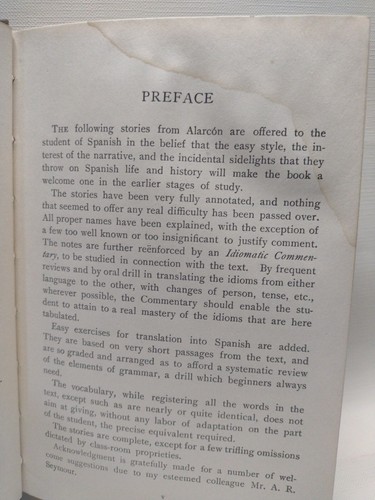 PREFACE
THE following stories from Alarcón are offered to the
student of Spanish in the belief that the easy style, the in-
terest of the narrative, and the incidental sidelights that they
throw on Spanish life and history will make the book a
welcome one in the earlier stages of study.
The stories have been very fully annotated, and nothing
that seemed to offer any real difficulty has been passed over.
All proper names have been explained, with the exception of
a few too well known or too insignificant to justify comment.
The notes are further reënforced by an Idiomatic Commen-
tary, to be studied in connection with the text. By frequent
reviews and by oral drill in translating the idioms from either
language to the other, with changes of person, tense, etc.,
wherever possible, the Commentary should enable the stu-
dent to attain to a real mastery of the idioms that are here
tabulated.
Easy exercises for translation into Spanish are added.
They are based on very short passages from the text, and
are so graded and arranged as to afford a systematic review
of the elements of grammar, a drill which beginners always
need.
The vocabulary, while registering all the words in the
text, except such as are nearly or quite identical, does not
aim at giving, without any labor of adaptation on the part
of the student, the precise equivalent required.
The stories are complete, except for a few trifling omissions
dictated by class-room proprieties.
Acknowledgment is gratefully made for a number of wel-
come suggestions due to my esteemed colleague Mr. A. R.
Seymour.